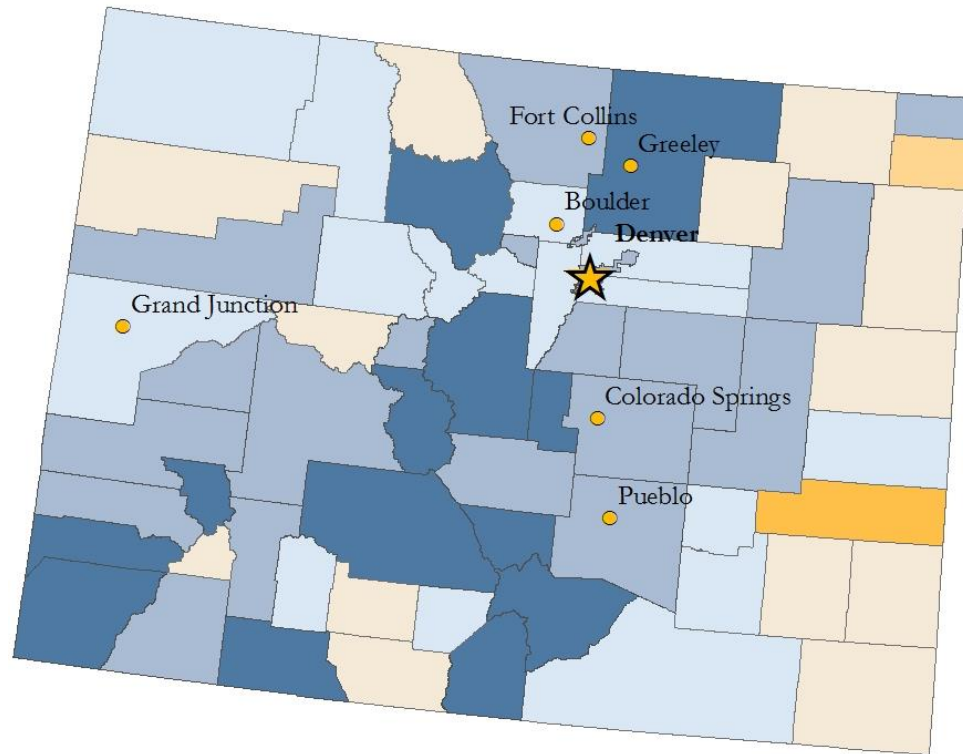 Fort Collins
Greeley
Boulder
Denver
Grand Junction
Colorado Springs
Pueblo